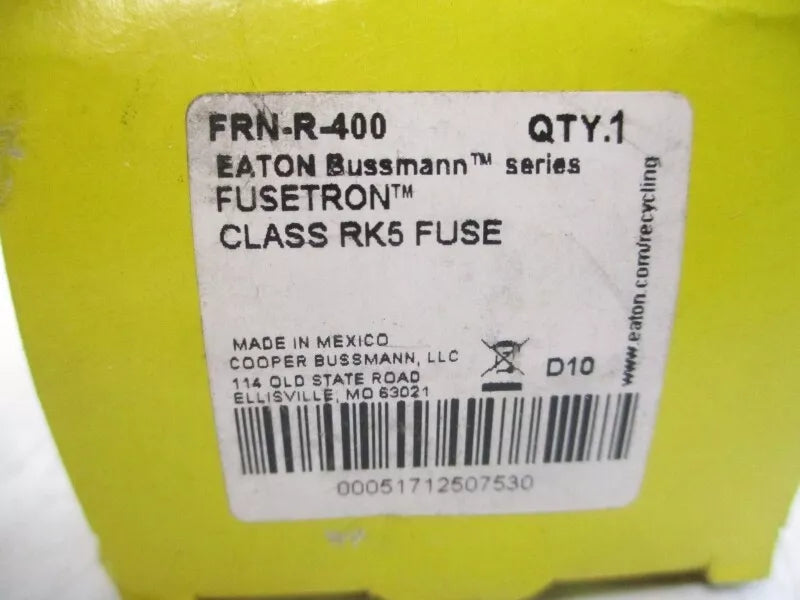 FRN-R-400 QTY.1
EATON Bussmann™ series
FUSETRON™
CLASS RK5 FUSE
MADE IN MEXICO
COOPER BUSSMANN, LLC
114 OLD STATE ROAD
ELLISVILLE, MO 63021
D10
www.eaton.com/recycling
00051712507530